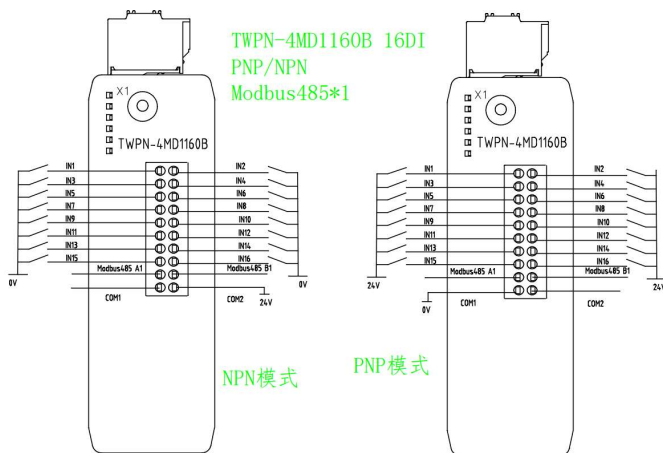 TWPN-4MD1160B 16DI
PNP/NPN
Modbus485*1
X1
TWPN-4MD1160B
IN1 IN2
IN3 IN4
IN5 IN6
IN7 IN8
IN9 IN10
IN11 IN12
IN13 IN14
IN15 IN16
Modbus485 A1 Modbus485 B1
0V 0V
COM1 COM2 24V
NPN模式
X1
TWPN-4MD1160B
IN1 IN2
IN3 IN4
IN5 IN6
IN7 IN8
IN9 IN10
IN11 IN12
IN13 IN14
IN15 IN16
Modbus485 A1 Modbus485 B1
24V 24V
0V COM1 COM2
PNP模式